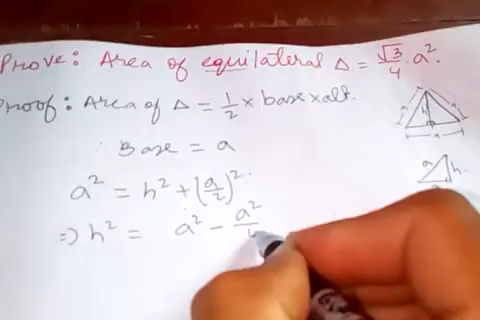 Prove: Area of equilateral Δ = √3/4 · a².
Proof: Area of Δ = 1/2 × base × alt.
Base = a
a² = h² + (a/2)².
⇒ h² = a² - a²/4